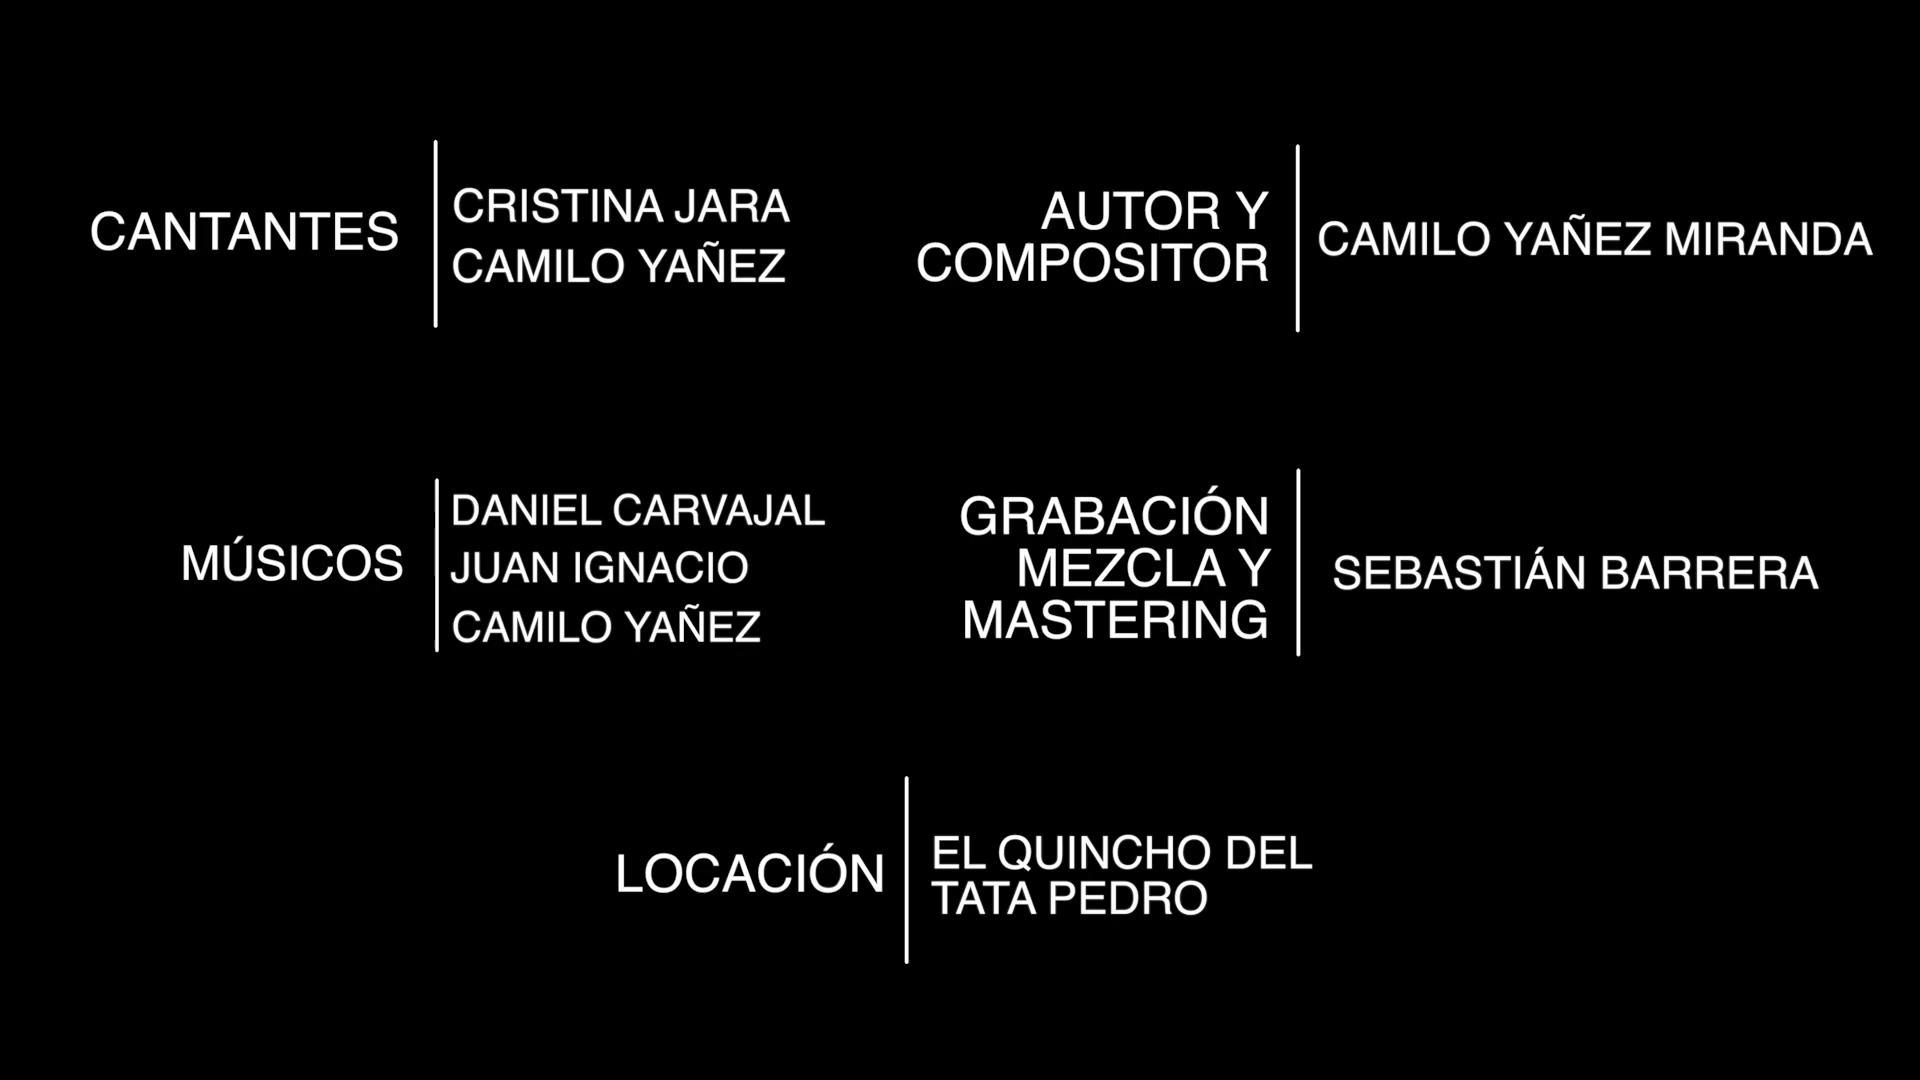 CANTANTES
CRISTINA JARA
CAMILO YAÑEZ
AUTOR Y
COMPOSITOR
CAMILO YAÑEZ MIRANDA
MÚSICOS
DANIEL CARVAJAL
JUAN IGNACIO
CAMILO YAÑEZ
GRABACIÓN
MEZCLA Y
MASTERING
SEBASTIÁN BARRERA
LOCACIÓN
EL QUINCHO DEL
TATA PEDRO